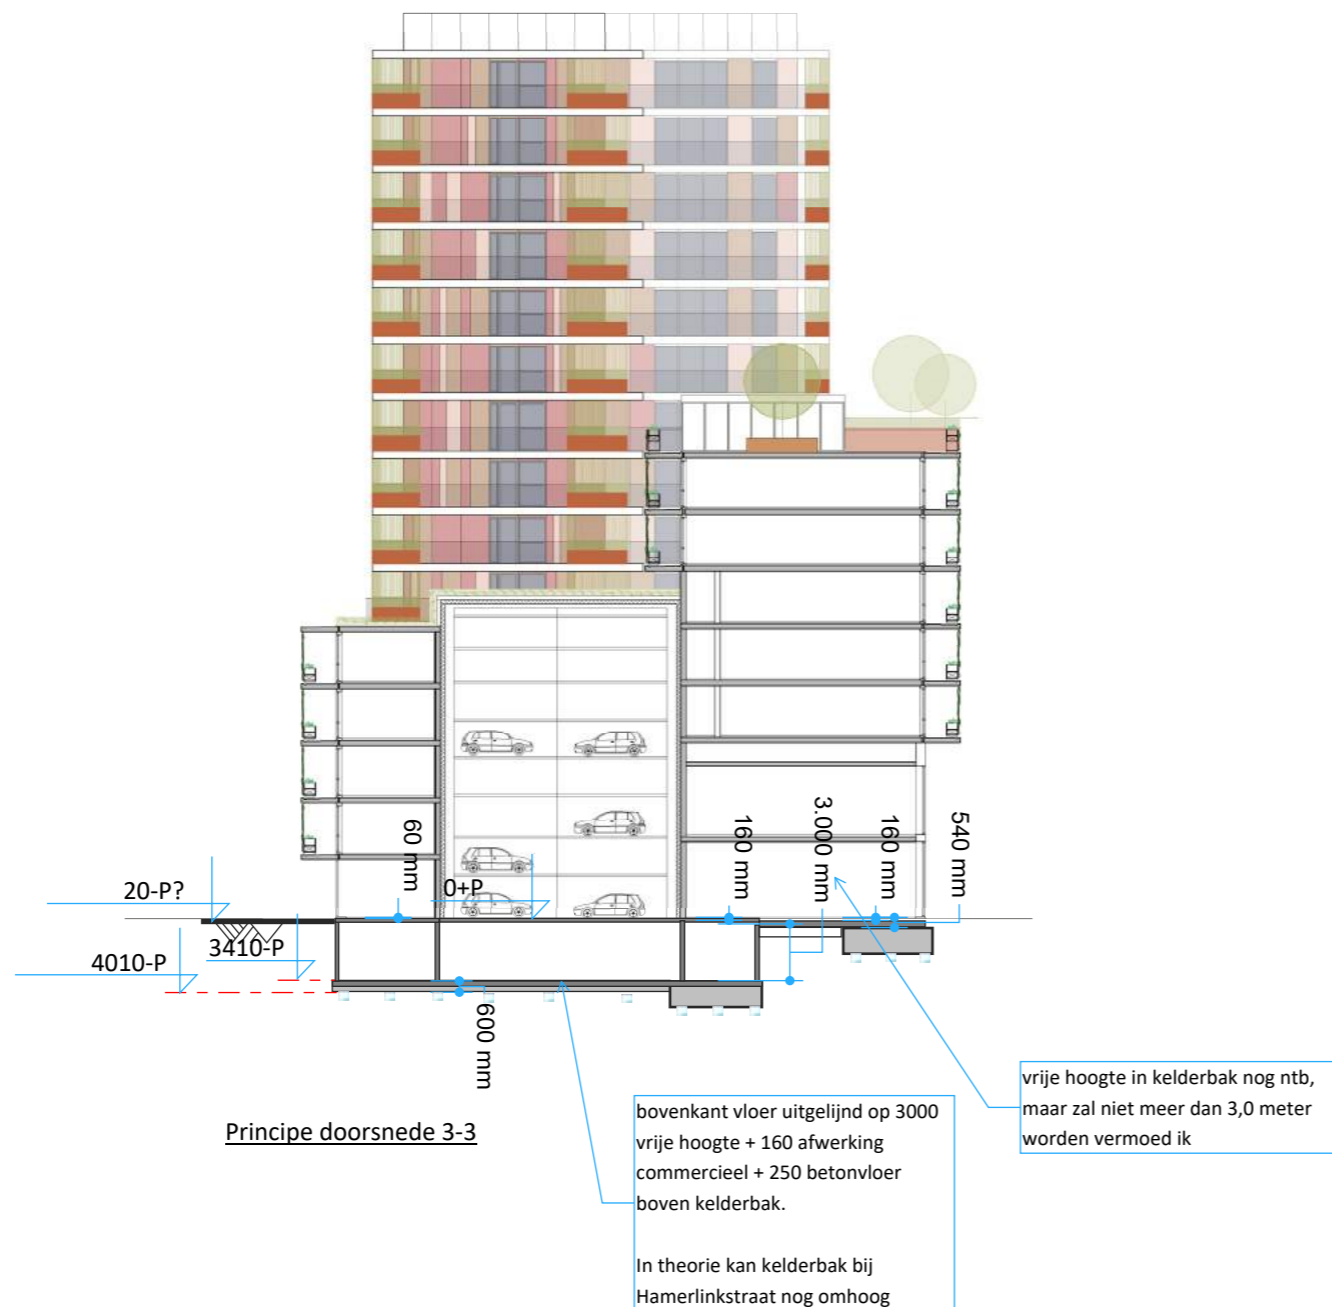 60 mm
160 mm
3.000 mm
160 mm
540 mm
20-P?
0+P
3410-P
4010-P
600 mm
vrije hoogte in kelderbak nog ntb,
maar zal niet meer dan 3,0 meter
worden vermoed ik
Principe doorsnede 3-3
bovenkant vloer uitgelijnd op 3000
vrije hoogte + 160 afwerking
commercieel + 250 betonvloer
boven kelderbak.
In theorie kan kelderbak bij
Hamerlinkstraat nog omhoog